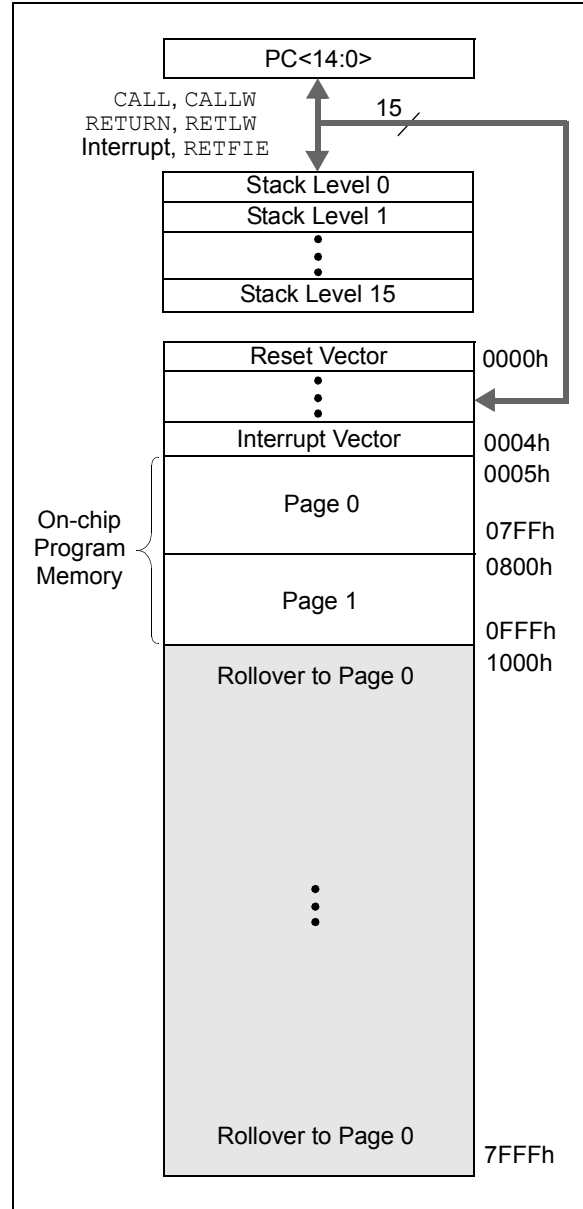 PC<14:0>
CALL, CALLW
RETURN, RETLW
Interrupt, RETFIE
15
Stack Level 0
Stack Level 1
Stack Level 15
Reset Vector
0000h
Interrupt Vector
0004h
0005h
On-chip
Program
Memory
Page 0
07FFh
0800h
Page 1
0FFFh
1000h
Rollover to Page 0
Rollover to Page 0
7FFFh